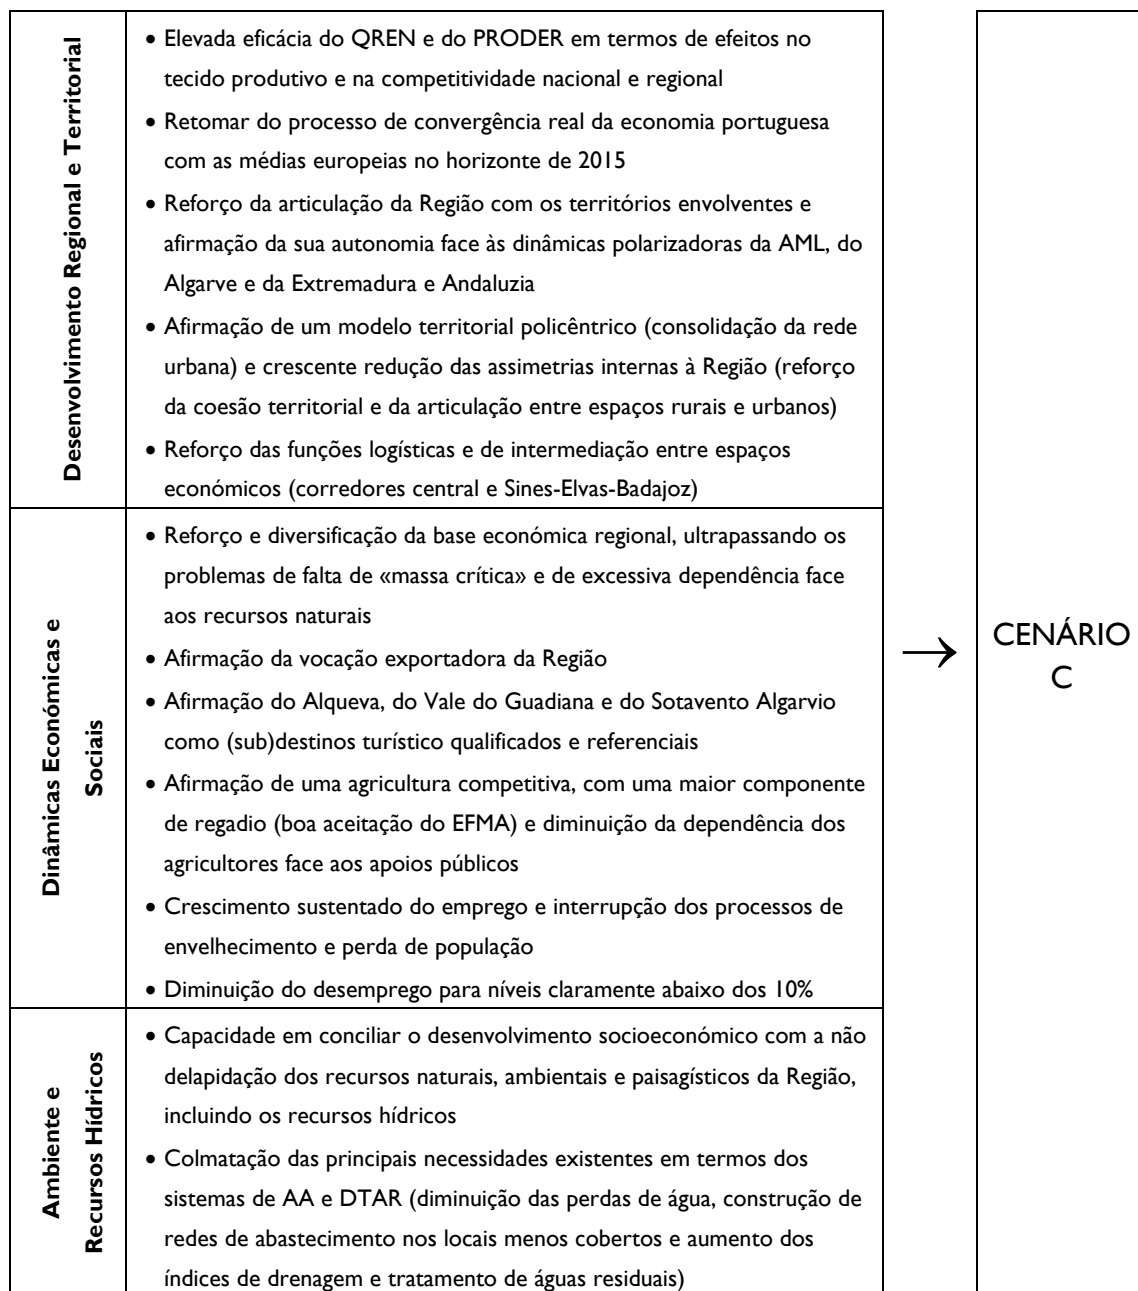 Desenvolvimento Regional e Territorial
• Elevada eficácia do QREN e do PRODER em termos de efeitos no
tecido produtivo e na competitividade nacional e regional
• Retomar do processo de convergência real da economia portuguesa
com as médias europeias no horizonte de 2015
• Reforço da articulação da Região com os territórios envolventes e
afirmação da sua autonomia face às dinâmicas polarizadoras da AML, do
Algarve e da Extremadura e Andaluzia
• Afirmação de um modelo territorial policêntrico (consolidação da rede
urbana) e crescente redução das assimetrias internas à Região (reforço
da coesão territorial e da articulação entre espaços rurais e urbanos)
• Reforço das funções logísticas e de intermediação entre espaços
económicos (corredores central e Sines-Elvas-Badajoz)
Dinâmicas Económicas e
Sociais
• Reforço e diversificação da base económica regional, ultrapassando os
problemas de falta de «massa crítica» e de excessiva dependência face
aos recursos naturais
• Afirmação da vocação exportadora da Região
• Afirmação do Alqueva, do Vale do Guadiana e do Sotavento Algarvio
como (sub)destinos turístico qualificados e referenciais
• Afirmação de uma agricultura competitiva, com uma maior componente
de regadio (boa aceitação do EFMA) e diminuição da dependência dos
agricultores face aos apoios públicos
• Crescimento sustentado do emprego e interrupção dos processos de
envelhecimento e perda de população
• Diminuição do desemprego para níveis claramente abaixo dos 10%
Ambiente e
Recursos Hídricos
• Capacidade em conciliar o desenvolvimento socioeconómico com a não
delapidação dos recursos naturais, ambientais e paisagísticos da Região,
incluindo os recursos hídricos
• Colmatação das principais necessidades existentes em termos dos
sistemas de AA e DTAR (diminuição das perdas de água, construção de
redes de abastecimento nos locais menos cobertos e aumento dos
índices de drenagem e tratamento de águas residuais)
→
CENÁRIO
C